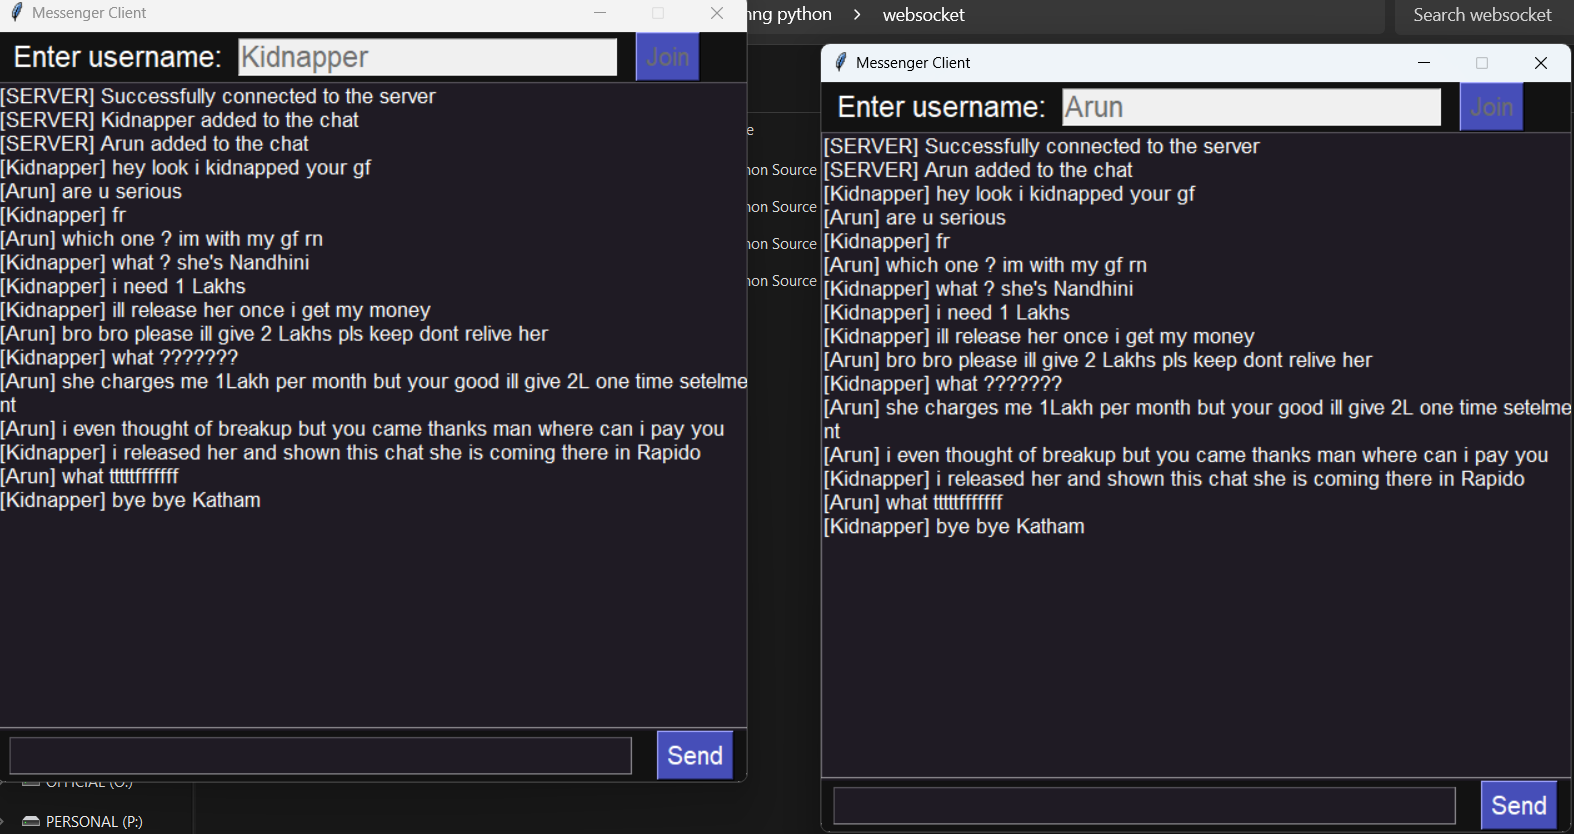 Messenger Client
Enter username: Kidnapper Join
[SERVER] Successfully connected to the server
[SERVER] Kidnapper added to the chat
[SERVER] Arun added to the chat
[Kidnapper] hey look i kidnapped your gf
[Arun] are u serious
[Kidnapper] fr
[Arun] which one ? im with my gf rn
[Kidnapper] what ? she's Nandhini
[Kidnapper] i need 1 Lakhs
[Kidnapper] ill release her once i get my money
[Arun] bro bro please ill give 2 Lakhs pls keep dont relive her
[Kidnapper] what ???????
[Arun] she charges me 1Lakh per month but your good ill give 2L one time setelme
nt
[Arun] i even thought of breakup but you came thanks man where can i pay you
[Kidnapper] i released her and shown this chat she is coming there in Rapido
[Arun] what tttttfffffff
[Kidnapper] bye bye Katham
Send
OFFICIAL (O:)
PERSONAL (P:)
python > websocket
Search websocket
Source
Source
Source
Source
Messenger Client
Enter username: Arun Join
[SERVER] Successfully connected to the server
[SERVER] Arun added to the chat
[Kidnapper] hey look i kidnapped your gf
[Arun] are u serious
[Kidnapper] fr
[Arun] which one ? im with my gf rn
[Kidnapper] what ? she's Nandhini
[Kidnapper] i need 1 Lakhs
[Kidnapper] ill release her once i get my money
[Arun] bro bro please ill give 2 Lakhs pls keep dont relive her
[Kidnapper] what ???????
[Arun] she charges me 1Lakh per month but your good ill give 2L one time setelme
nt
[Arun] i even thought of breakup but you came thanks man where can i pay you
[Kidnapper] i released her and shown this chat she is coming there in Rapido
[Arun] what tttttfffffff
[Kidnapper] bye bye Katham
Send